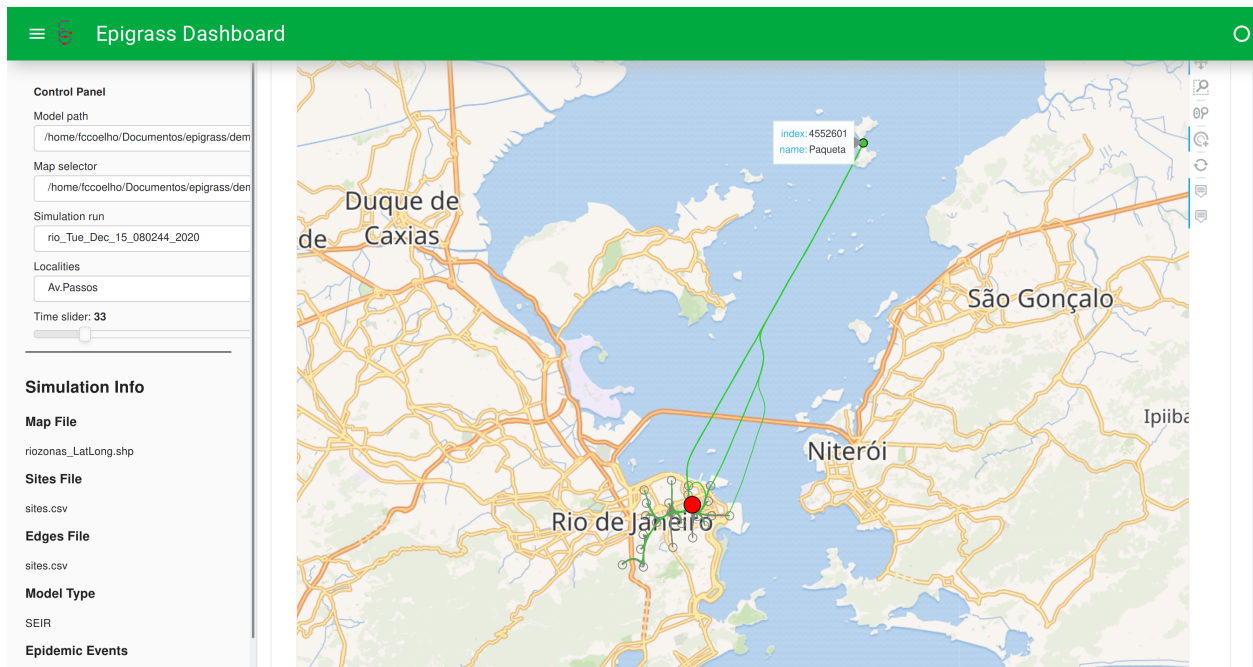 Epigrass Dashboard
Control Panel
Model path
/home/fccoelho/Documentos/epigrass/dem
Map selector
/home/fccoelho/Documentos/epigrass/dem
Simulation run
rio_Tue_Dec_15_080244_2020
Localities
Av.Passos
Time slider: 33
Simulation Info
Map File
riozonas_LatLong.shp
Sites File
sites.csv
Edges File
sites.csv
Model Type
SEIR
Epidemic Events
index: 4552601
name: Paqueta
Duque de
Caxias
de
São Gonçalo
Ipiiba
Niterói
Rio de Janeiro